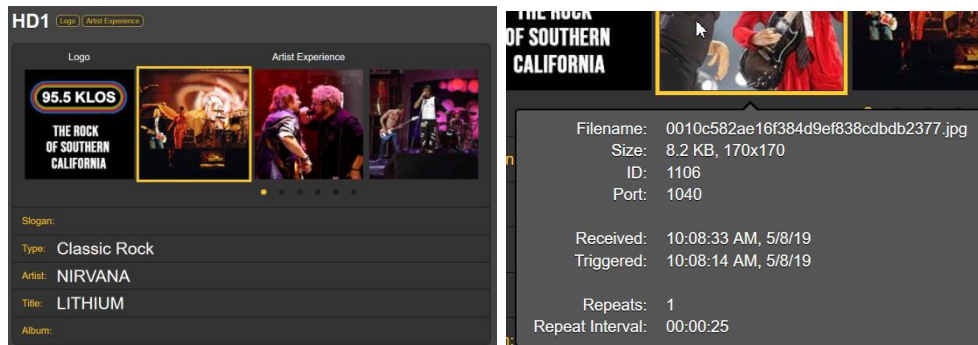 HD1 Logo Artist Experience
Logo Artist Experience
95.5 KLOS
THE ROCK
OF SOUTHERN
CALIFORNIA
Slogan:
Type: Classic Rock
Artist: NIRVANA
Title: LITHIUM
Album:
THE ROCK
OF SOUTHERN
CALIFORNIA
Filename: 0010c582ae16f384d9ef838cdbdb2377.jpg
Size: 8.2 KB, 170x170
ID: 1106
Port: 1040
Received: 10:08:33 AM, 5/8/19
Triggered: 10:08:14 AM, 5/8/19
Repeats: 1
Repeat Interval: 00:00:25